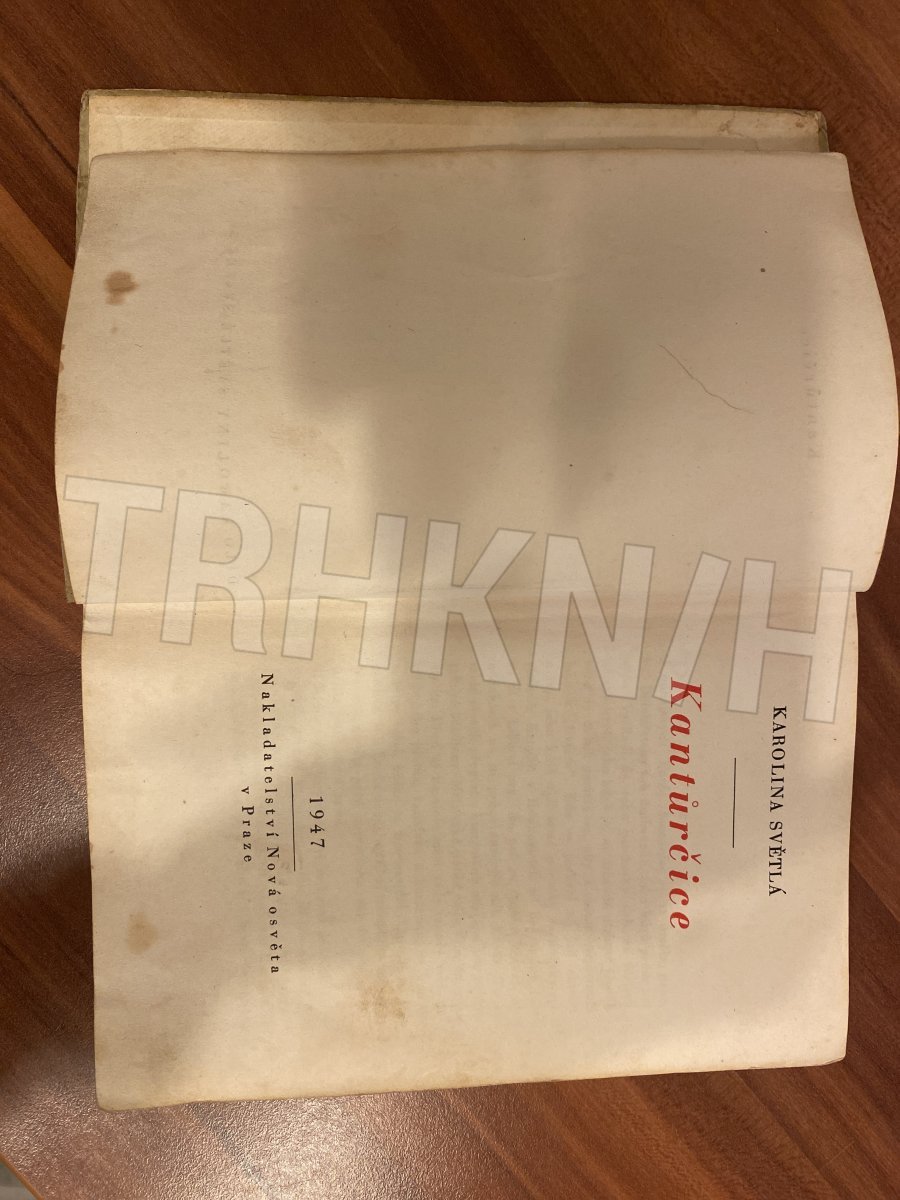 KAROLINA SVĚTLÁ
Kantůrčice
1947
Nakladatelství Nová osvěta
v Praze
TRHKNIH